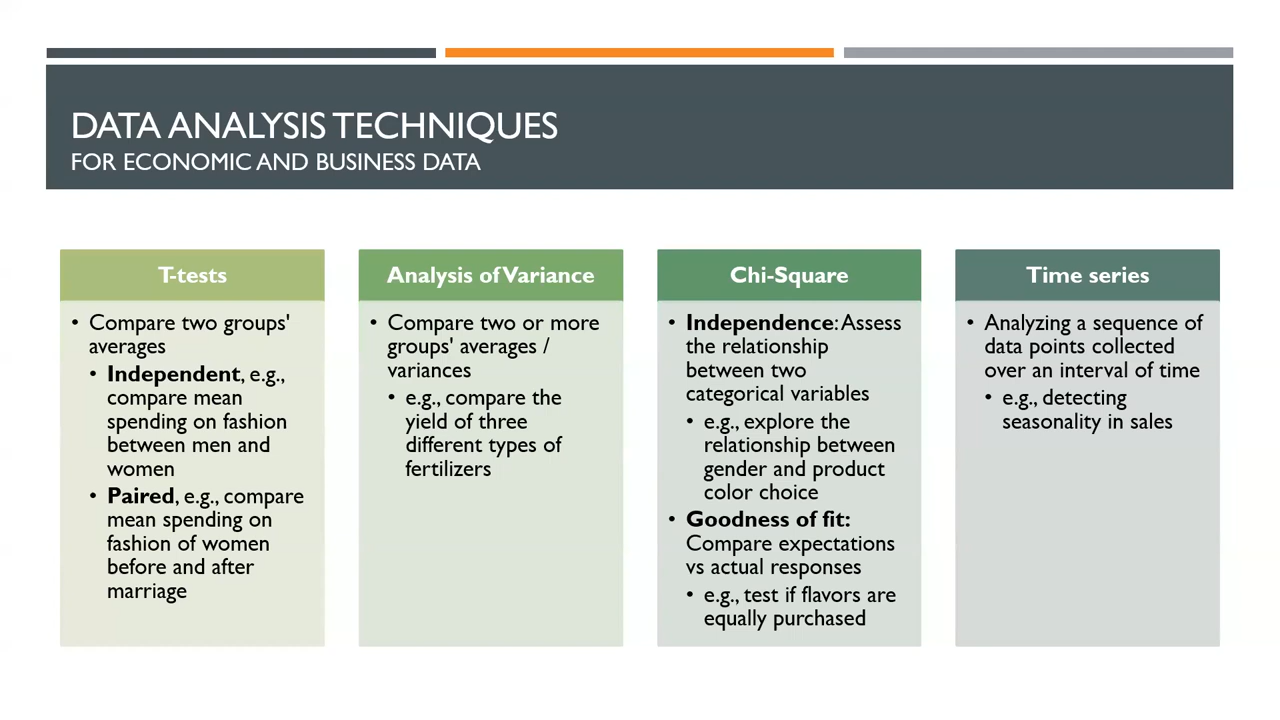 DATA ANALYSIS TECHNIQUES
FOR ECONOMIC AND BUSINESS DATA
T-tests
• Compare two groups'
averages
• Independent, e.g.,
compare mean
spending on fashion
between men and
women
• Paired, e.g., compare
mean spending on
fashion of women
before and after
marriage
Analysis of Variance
• Compare two or more
groups' averages /
variances
• e.g., compare the
yield of three
different types of
fertilizers
Chi-Square
• Independence: Assess
the relationship
between two
categorical variables
• e.g., explore the
relationship between
gender and product
color choice
• Goodness of fit:
Compare expectations
vs actual responses
• e.g., test if flavors are
equally purchased
Time series
• Analyzing a sequence of
data points collected
over an interval of time
• e.g., detecting
seasonality in sales